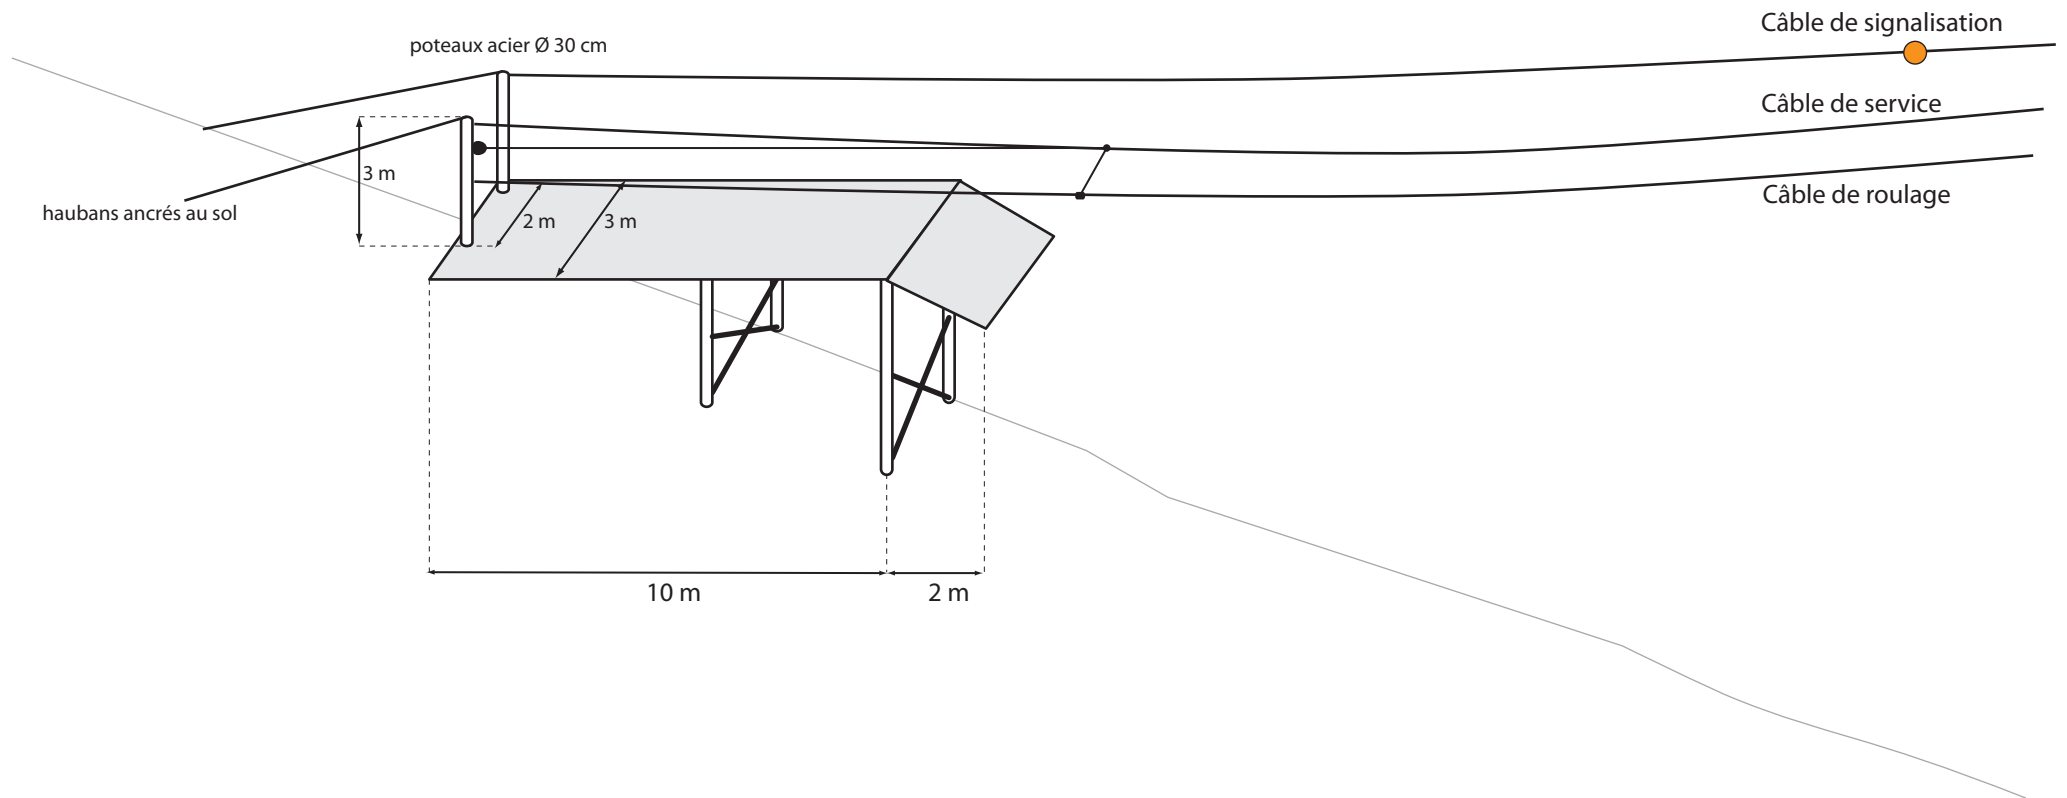 Câble de signalisation
poteaux acier Ø 30 cm
Câble de service
3 m
Câble de roulage
haubans ancrés au sol
2 m
3 m
10 m
2 m